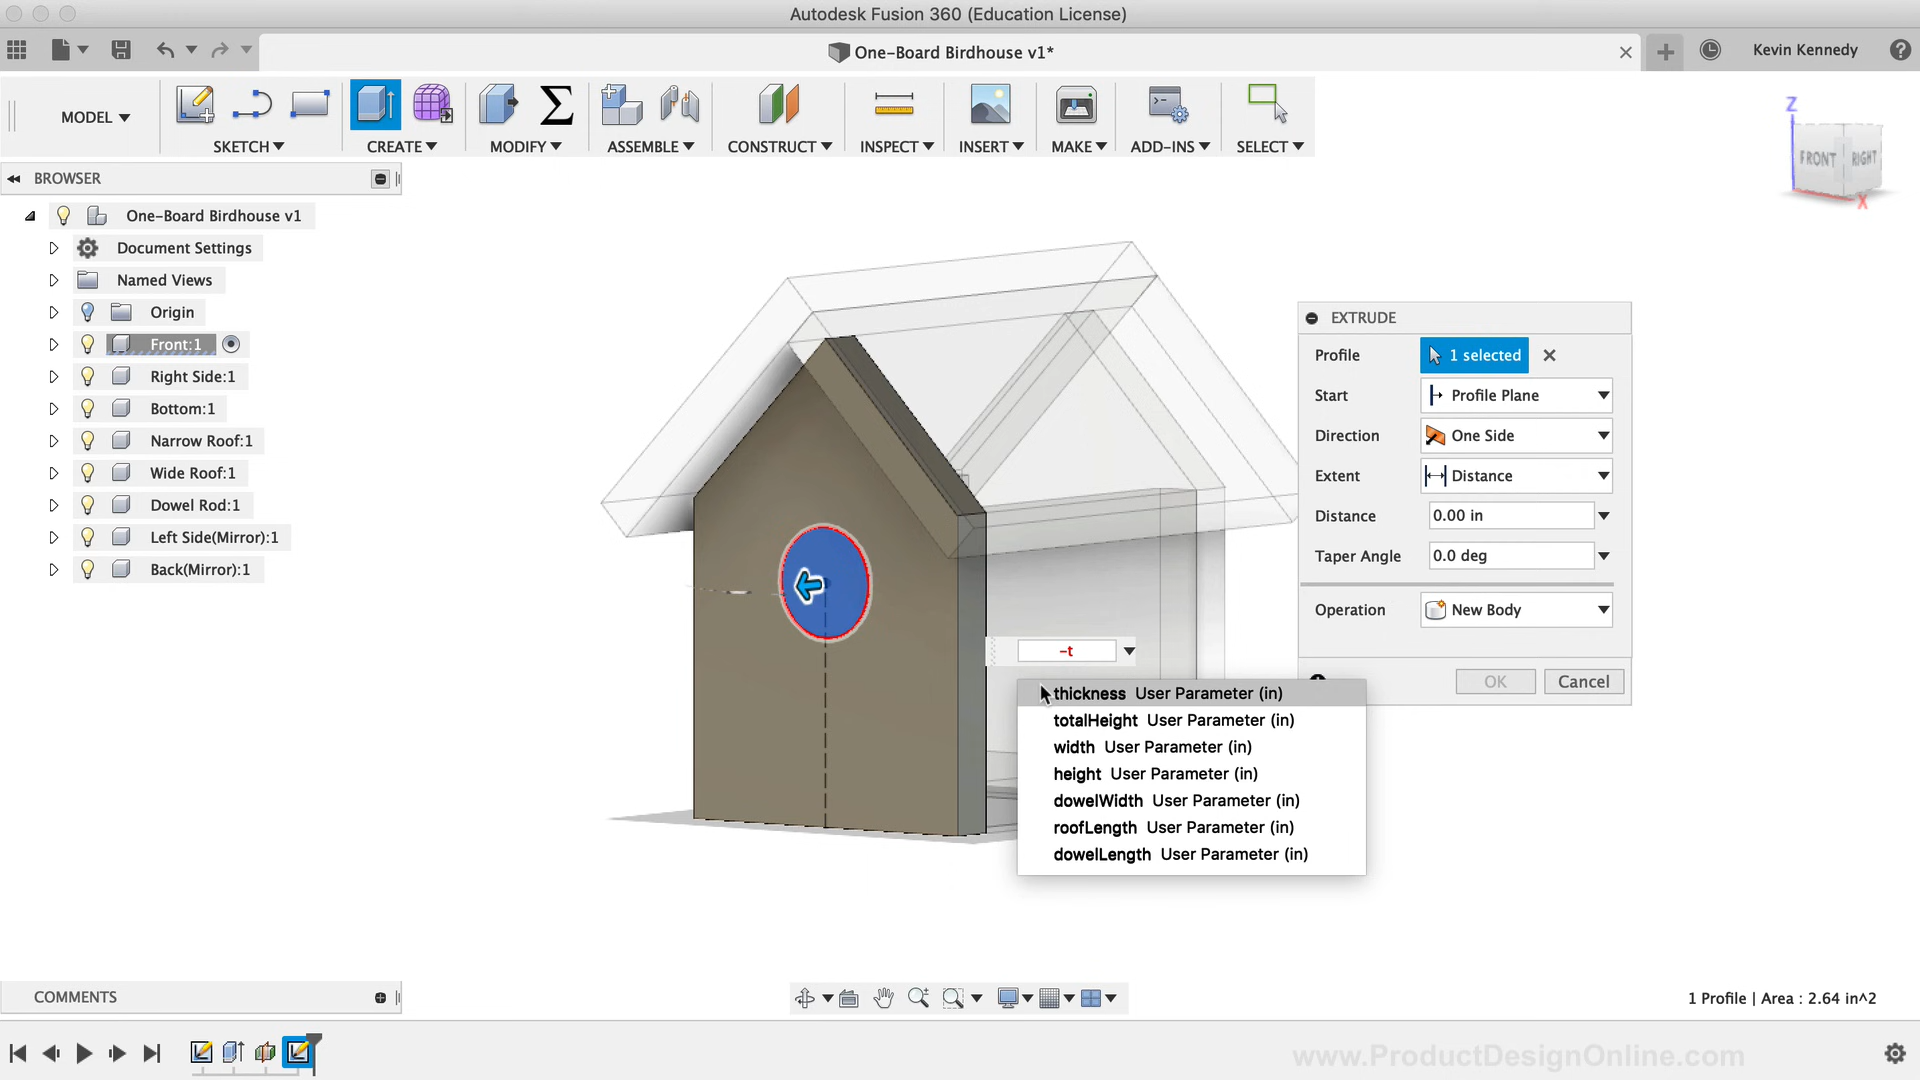 Autodesk Fusion 360 (Education License)
One-Board Birdhouse v1*
Kevin Kennedy
MODEL
SKETCH
CREATE
MODIFY
ASSEMBLE
CONSTRUCT
INSPECT
INSERT
MAKE
ADD-INS
SELECT
Z
FRONT
RIGHT
X
BROWSER
One-Board Birdhouse v1
Document Settings
Named Views
Origin
Front:1
Right Side:1
Bottom:1
Narrow Roof:1
Wide Roof:1
Dowel Rod:1
Left Side(Mirror):1
Back(Mirror):1
EXTRUDE
Profile 1 selected
Start Profile Plane
Direction One Side
Extent Distance
Distance 0.00 in
Taper Angle 0.0 deg
Operation New Body
OK Cancel
-t
thickness User Parameter (in)
totalHeight User Parameter (in)
width User Parameter (in)
height User Parameter (in)
dowelWidth User Parameter (in)
roofLength User Parameter (in)
dowelLength User Parameter (in)
COMMENTS
1 Profile | Area : 2.64 in^2
www.ProductDesignOnline.com